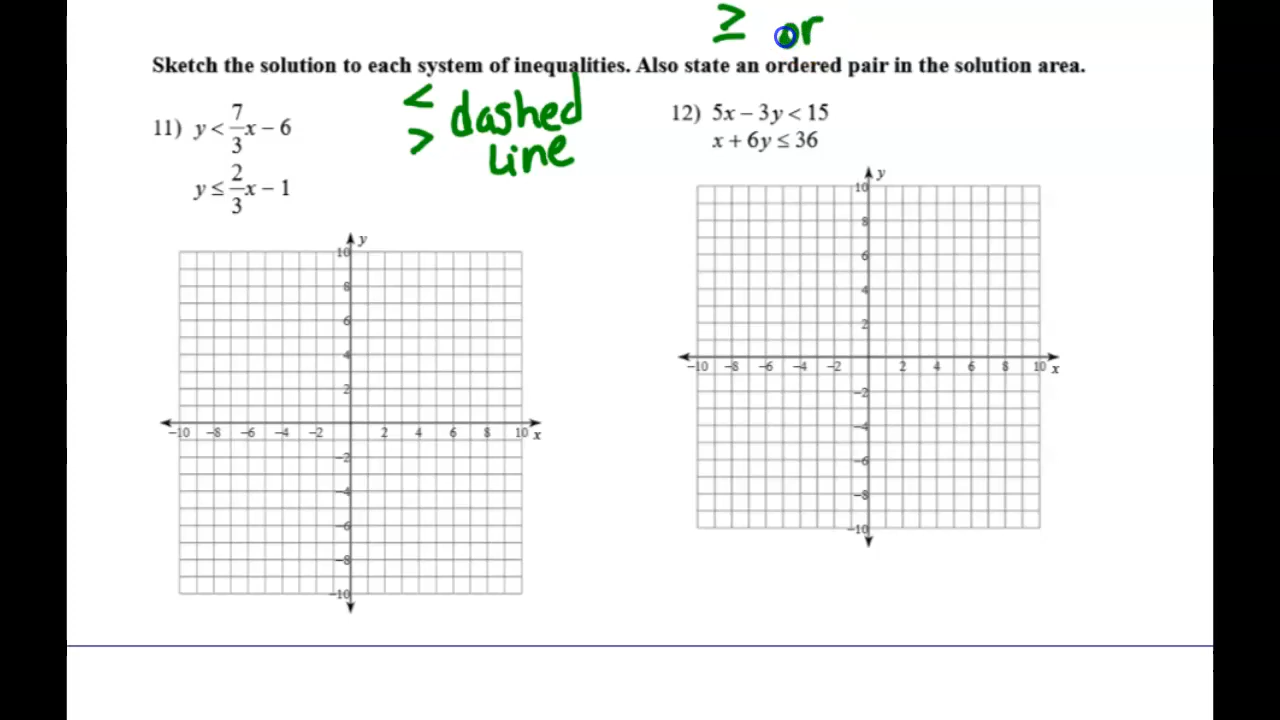 ≥ or
Sketch the solution to each system of inequalities. Also state an ordered pair in the solution area.
11) y < 7/3 x − 6
y ≤ 2/3 x − 1
< dashed
> line
12) 5x − 3y < 15
x + 6y ≤ 36
y
10
8
6
4
2
−10 −8 −6 −4 −2 2 4 6 8 10 x
−2
−4
−6
−8
−10
y
10
8
6
4
2
−10 −8 −6 −4 −2 2 4 6 8 10 x
−2
−4
−6
−8
−10